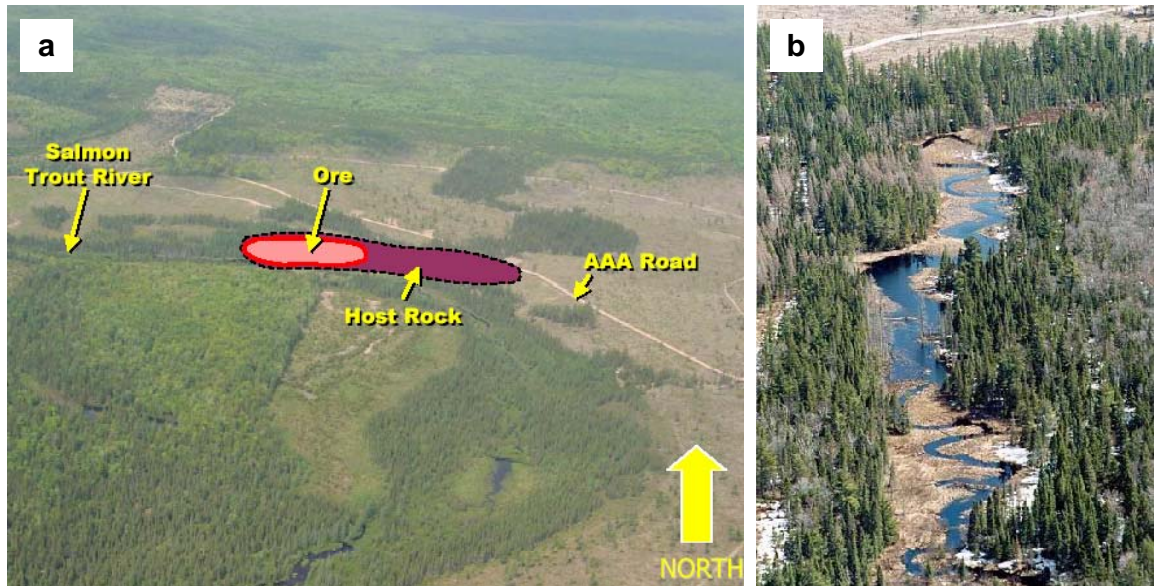 a
b
Salmon
Trout River
Ore
AAA Road
Host Rock
NORTH